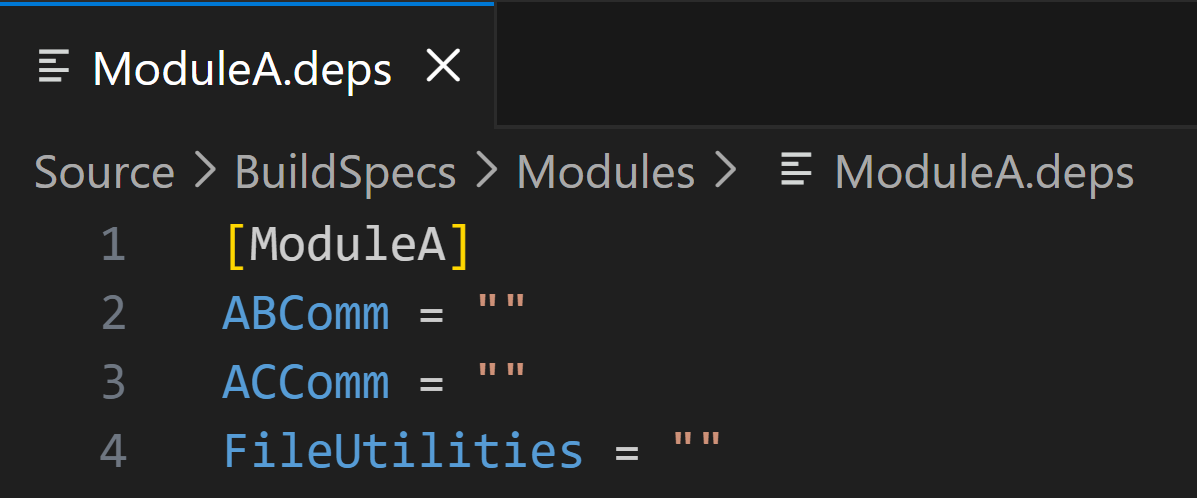 ModuleA.deps
Source > BuildSpecs > Modules > ModuleA.deps
1 [ModuleA]
2 ABComm = ""
3 ACComm = ""
4 FileUtilities = ""